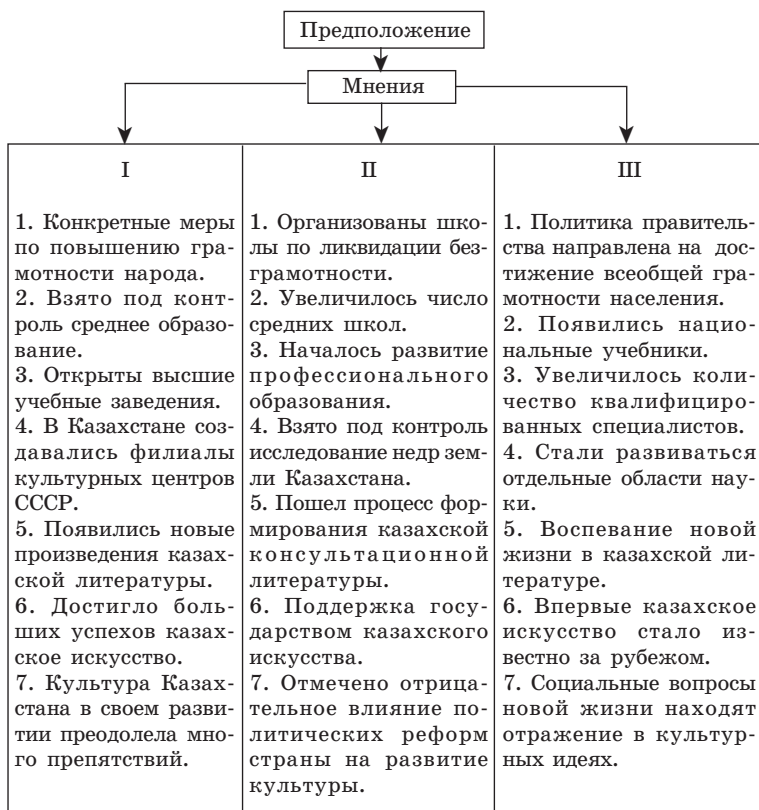 Предположение
Мнения
I
1. Конкретные меры
по повышению гра-
мотности народа.
2. Взято под конт-
роль среднее образо-
вание.
3. Открыты высшие
учебные заведения.
4. В Казахстане соз-
давались филиалы
культурных центров
СССР.
5. Появились новые
произведения казах-
ской литературы.
6. Достигло боль-
ших успехов казах-
ское искусство.
7. Культура Казах-
стана в своем разви-
тии преодолела мно-
го препятствий.
II
1. Организованы шко-
лы по ликвидации без-
грамотности.
2. Увеличилось число
средних школ.
3. Началось развитие
профессионального
образования.
4. Взято под контроль
исследование недр зем-
ли Казахстана.
5. Пошел процесс фор-
мирования казахской
консультационной
литературы.
6. Поддержка госу-
дарством казахского
искусства.
7. Отмечено отрица-
тельное влияние по-
литических реформ
страны на развитие
культуры.
III
1. Политика правитель-
ства направлена на дос-
тижение всеобщей гра-
мотности населения.
2. Появились нацио-
нальные учебники.
3. Увеличилось коли-
чество квалифициро-
ванных специалистов.
4. Стали развиваться
отдельные области нау-
ки.
5. Воспевание новой
жизни в казахской ли-
тературе.
6. Впервые казахское
искусство стало из-
вестно за рубежом.
7. Социальные вопросы
новой жизни находят
отражение в культур-
ных идеях.